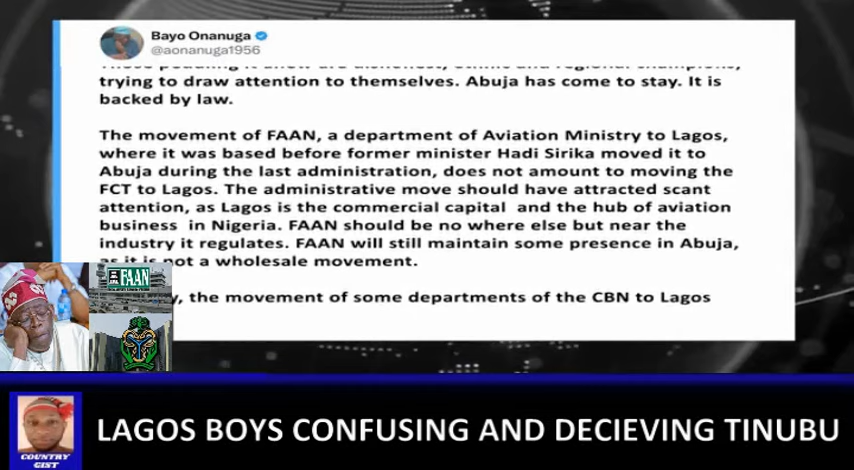 Bayo Onanuga
@aonanuga1956
trying to draw attention to themselves. Abuja has come to stay. It is
backed by law.
The movement of FAAN, a department of Aviation Ministry to Lagos,
where it was based before former minister Hadi Sirika moved it to
Abuja during the last administration, does not amount to moving the
FCT to Lagos. The administrative move should have attracted scant
attention, as Lagos is the commercial capital and the hub of aviation
business in Nigeria. FAAN should be no where else but near the
industry it regulates. FAAN will still maintain some presence in Abuja,
as it is not a wholesale movement.
the movement of some departments of the CBN to Lagos
FAAN
LAGOS BOYS CONFUSING AND DECIEVING TINUBU
COUNTRY
GIST